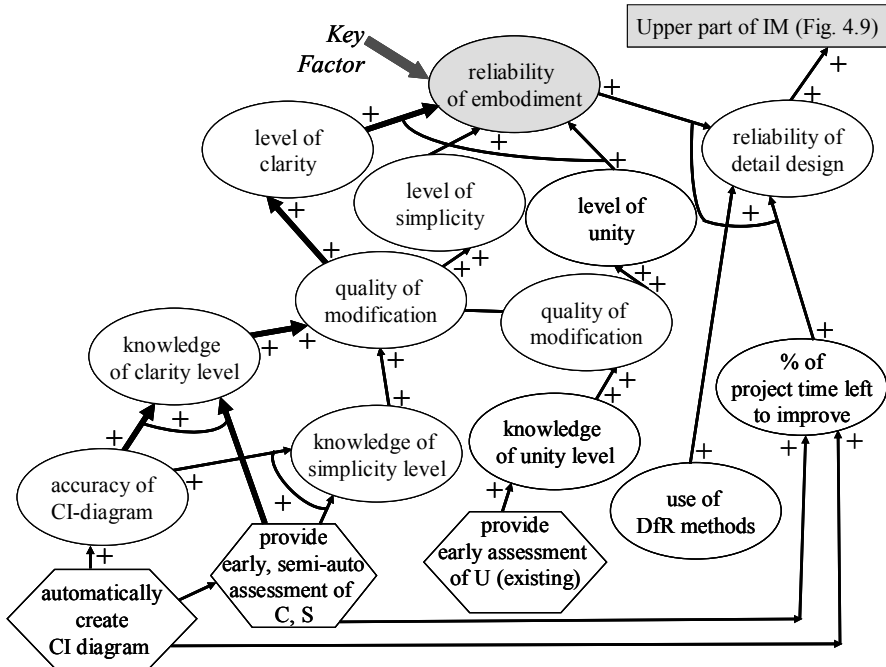 Upper part of IM (Fig. 4.9)
Key
Factor
reliability
of embodiment
+
+
+
+
+
level of
clarity
reliability of
detail design
+
level of
simplicity
level of
unity
+
+
+
+
+
+
+
quality of
modification
quality of
modification
+
+
+
knowledge
of clarity level
+
+
+
% of
project time left
to improve
+
+
+
+
+
knowledge of
simplicity level
knowledge
of unity level
+
+
+
+
+
accuracy of
CI-diagram
+
+
+
use of
DfR methods
provide
early, semi-auto
assessment of
C, S
provide
early assessment
of U (existing)
+
automatically
create
CI diagram